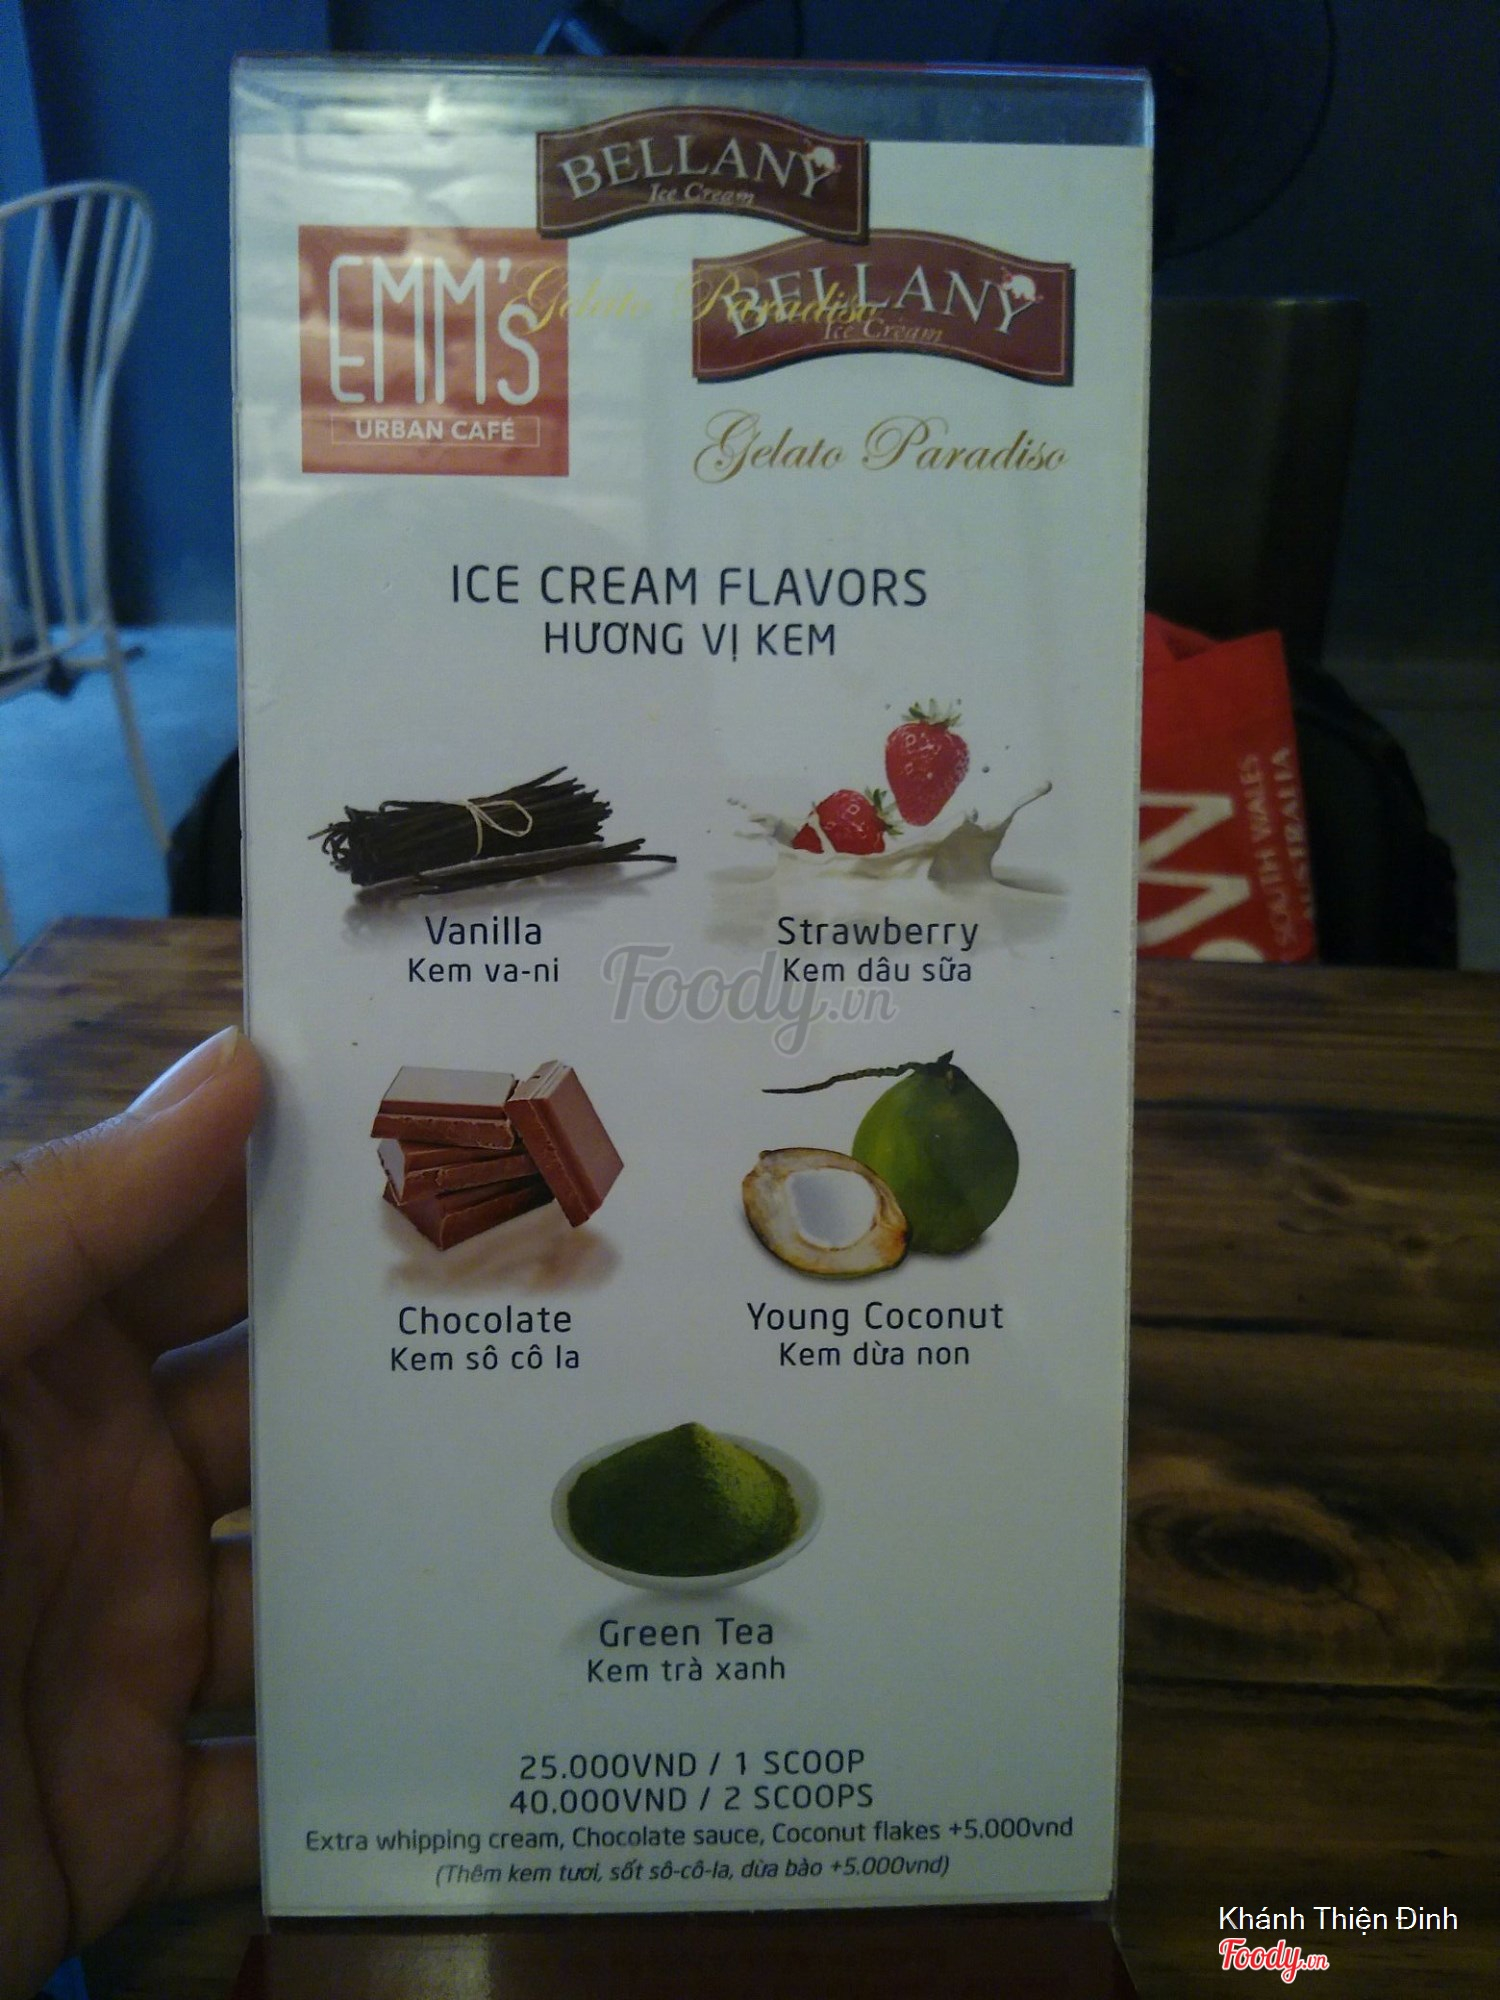 BELLANY
Ice Cream
EMM'S
URBAN CAFÉ
Gelato Paradiso
BELLANY
Ice Cream
Gelato Paradiso
ICE CREAM FLAVORS
HƯƠNG VỊ KEM
Vanilla
Kem va-ni
Strawberry
Kem dâu sữa
Foody.vn
Chocolate
Kem sô cô la
Young Coconut
Kem dừa non
Green Tea
Kem trà xanh
25.000VND / 1 SCOOP
40.000VND / 2 SCOOPS
Extra whipping cream, Chocolate sauce, Coconut flakes +5.000vnd
(Thêm kem tươi, sốt sô-cô-la, dừa bào +5.000vnd)
SOUTH WALES
AUSTRALIA
Khánh Thiện Đinh
Foody.vn